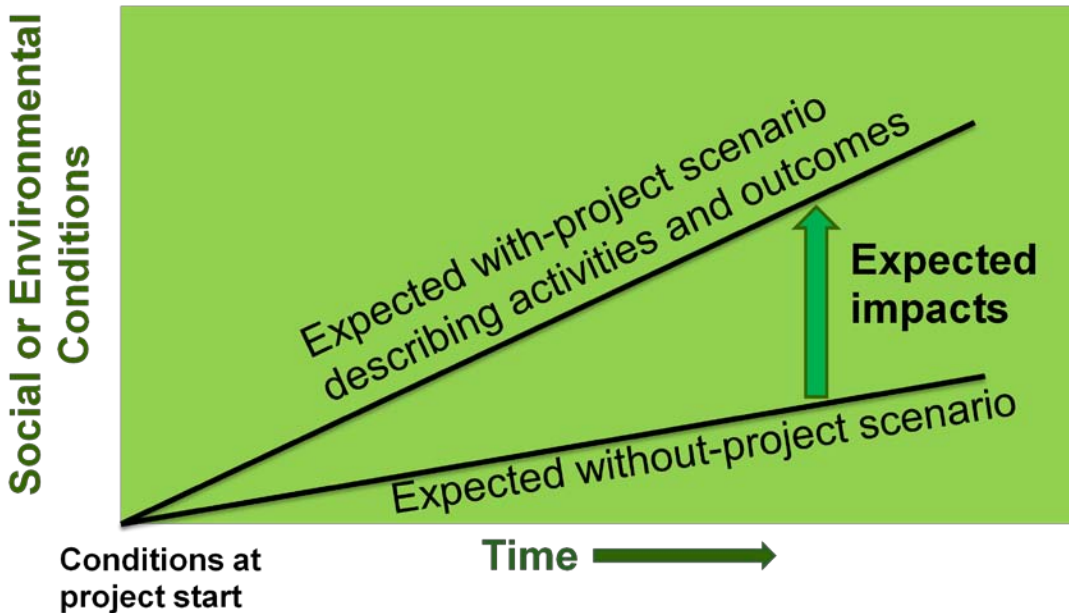 Social or Environmental
Conditions
Expected with-project scenario
describing activities and outcomes
Expected
impacts
Expected without-project scenario
Conditions at
project start
Time